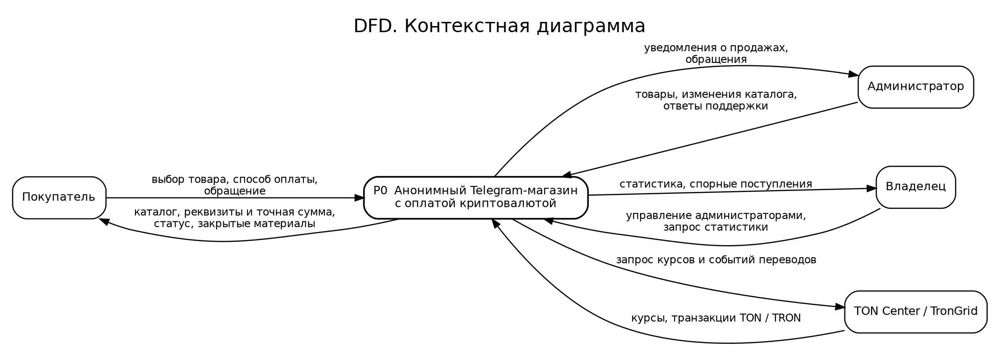 DFD. Контекстная диаграмма
уведомления о продажах,
обращения
Администратор
товары, изменения каталога,
ответы поддержки
Покупатель
выбор товара, способ оплаты,
обращение
каталог, реквизиты и точная сумма,
статус, закрытые материалы
P0  Анонимный Telegram-магазин
с оплатой криптовалютой
статистика, спорные поступления
Владелец
управление администраторами,
запрос статистики
запрос курсов и событий переводов
TON Center / TronGrid
курсы, транзакции TON / TRON